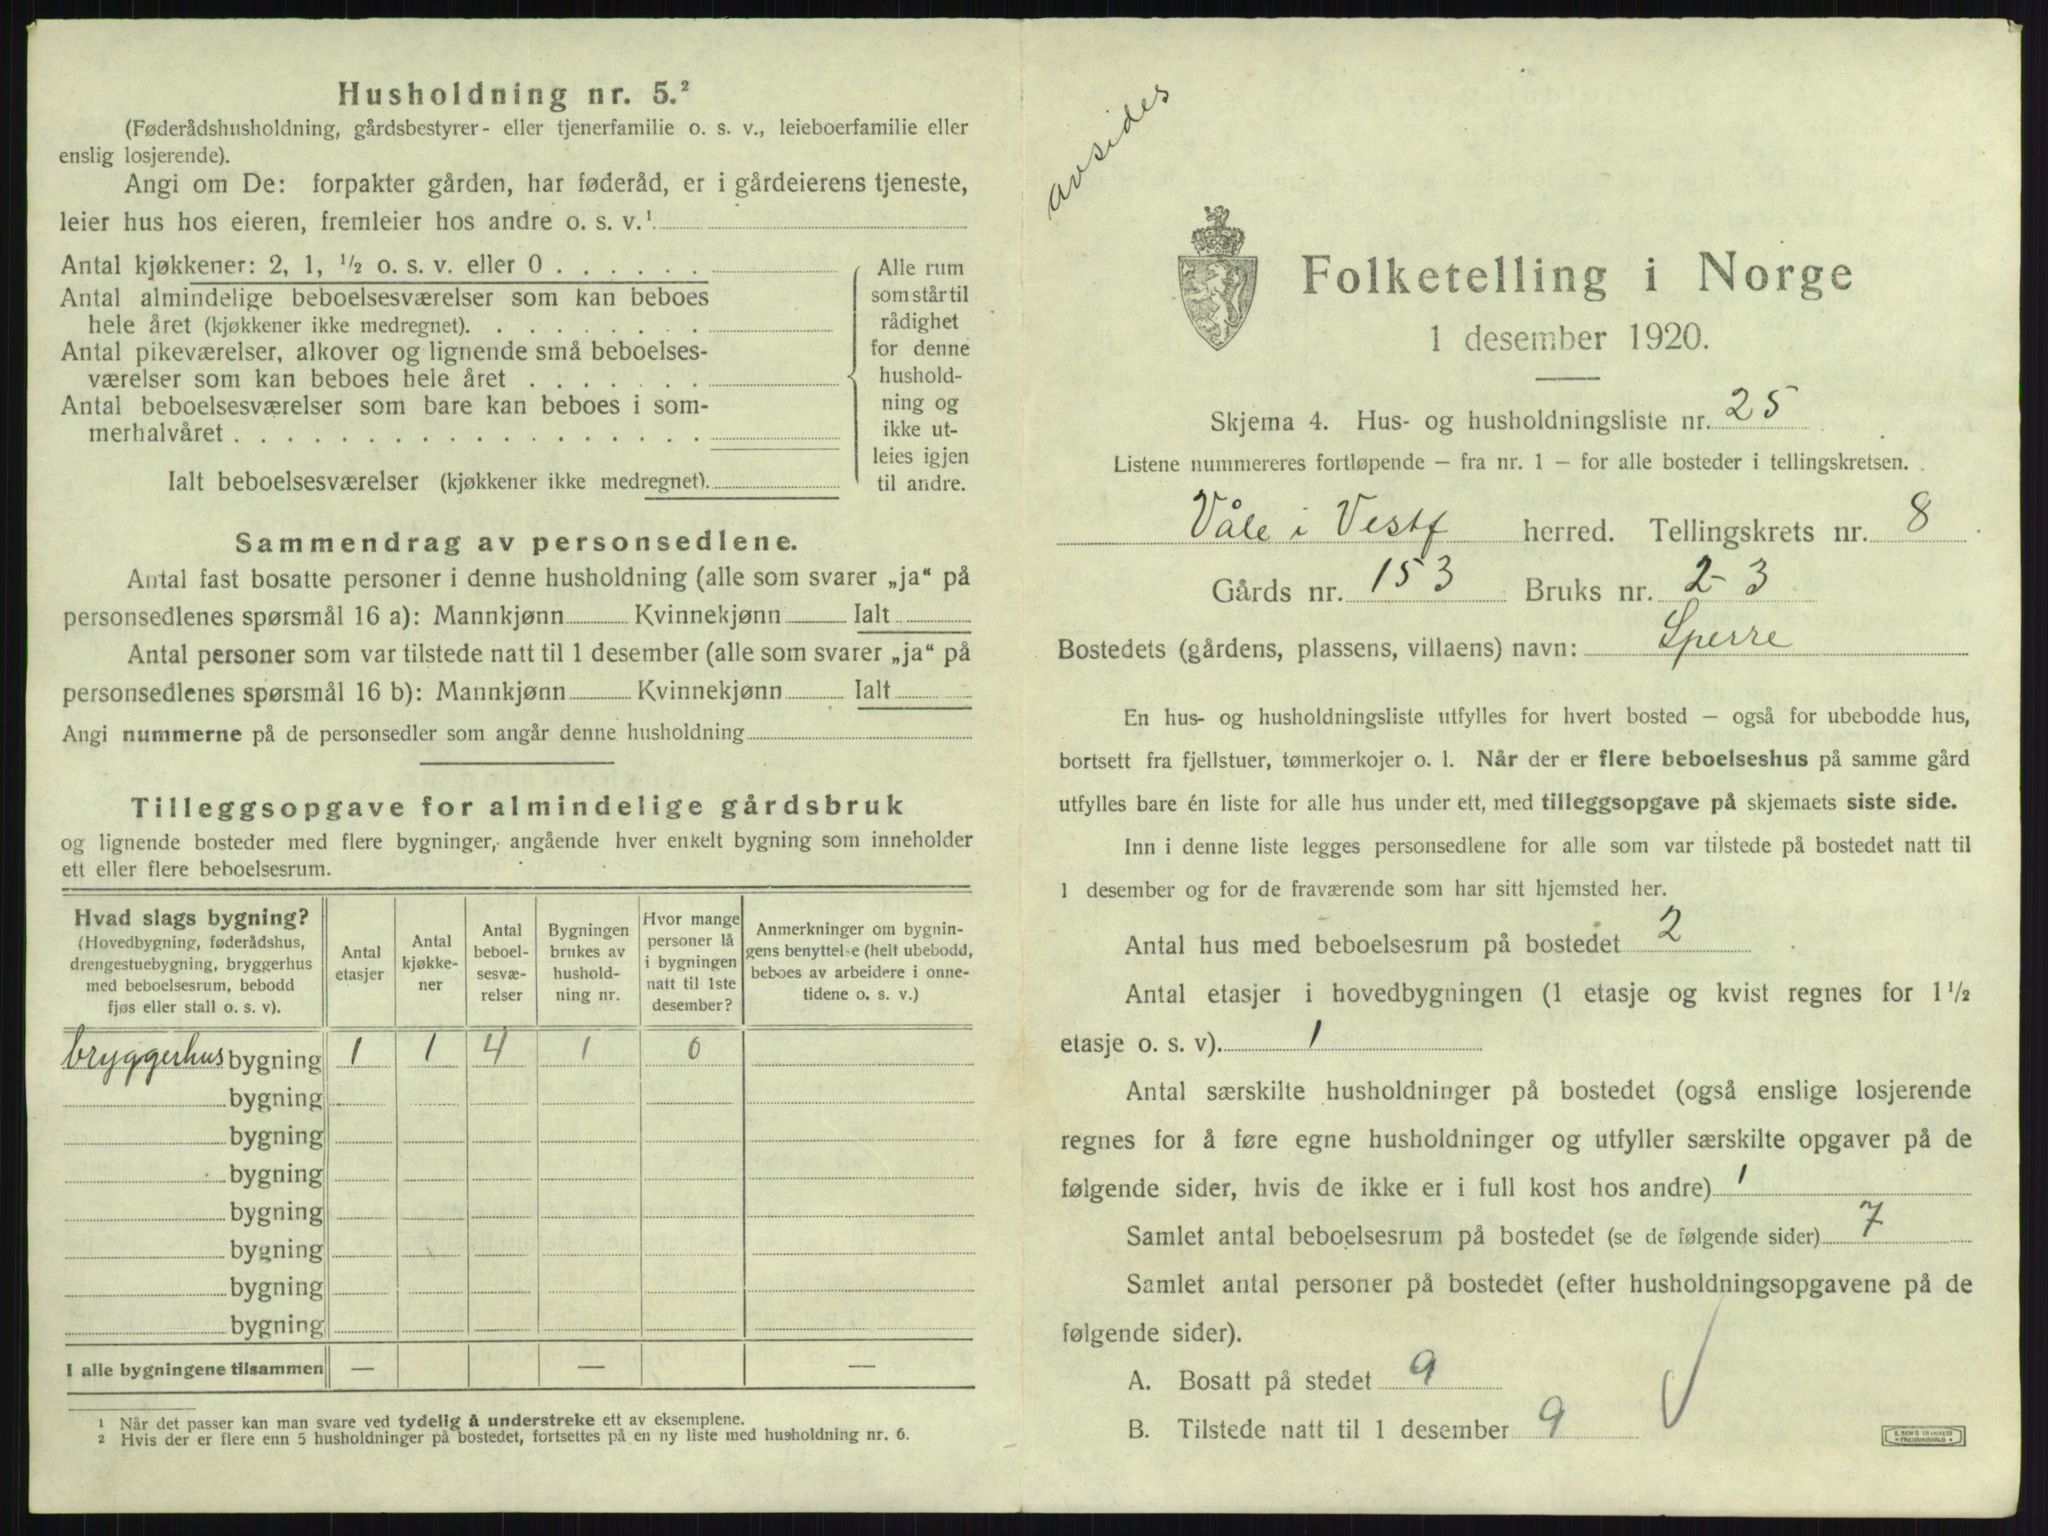 Husholdning nr. 5.²
(Føderådshusholdning, gårdsbestyrer- eller tjenerfamilie o. s. v., leieboerfamilie eller
enslig losjerende).
Angi om De: forpakter gården, har føderåd, er i gårdeierens tjeneste,
leier hus hos eieren, fremleier hos andre o. s. v.¹
Antal kjøkkener: 2, 1, ½ o. s. v. eller 0 . . . . . .
Antal almindelige beboelsesværelser som kan beboes
hele året (kjøkkener ikke medregnet). . . . . . . . .
Antal pikeværelser, alkover og lignende små beboelses-
værelser som kan beboes hele året . . . . . . .
Antal beboelsesværelser som bare kan beboes i som-
merhalvåret . . . . . . . . . . . . . . . . . .
Ialt beboelsesværelser (kjøkkener ikke medregnet).
Alle rum
som står til
rådighet
for denne
hushold-
ning og
ikke ut-
leies igjen
til andre.
Sammendrag av personsedlene.
Antal fast bosatte personer i denne husholdning (alle som svarer „ja“ på
personsedlenes spørsmål 16 a): Mannkjønn Kvinnekjønn Ialt
Antal personer som var tilstede natt til 1 desember (alle som svarer „ja“ på
personsedlenes spørsmål 16 b): Mannkjønn Kvinnekjønn Ialt
Angi nummerne på de personsedler som angår denne husholdning
Tilleggsopgave for almindelige gårdsbruk
og lignende bosteder med flere bygninger, angående hver enkelt bygning som inneholder
ett eller flere beboelsesrum.
Hvad slags bygning?
(Hovedbygning, føderådshus,
drengestuebygning, bryggerhus
med beboelsesrum, bebodd
fjøs eller stall o. s. v).
Antal
etasjer
Antal
kjøkke-
ner
Antal
beboel-
sesvæ-
relser
Bygningen
brukes av
hushold-
ning nr.
Hvor mange
personer lå
i bygningen
natt til 1ste
desember?
Anmerkninger om bygnin-
gens benyttelse (helt ubebodd,
beboes av arbeidere i onne-
tidene o. s. v.)
bryggerhus bygning 1 1 4 1 0
bygning
bygning
bygning
bygning
bygning
bygning
bygning
I alle bygningene tilsammen — — —
¹ Når det passer kan man svare ved tydelig å understreke ett av eksemplene.
² Hvis der er flere enn 5 husholdninger på bostedet, fortsettes på en ny liste med husholdning nr. 6.
avsides
Folketelling i Norge
1 desember 1920.
Skjema 4. Hus- og husholdningsliste nr. 25
Listene nummereres fortløpende — fra nr. 1 — for alle bosteder i tellingskretsen.
Våle i Vestf herred. Tellingskrets nr. 8
Gårds nr. 153 Bruks nr. 2-3
Bostedets (gårdens, plassens, villaens) navn: Sperre
En hus- og husholdningsliste utfylles for hvert bosted — også for ubebodde hus,
bortsett fra fjellstuer, tømmerkojer o. l. Når der er flere beboelseshus på samme gård
utfylles bare én liste for alle hus under ett, med tilleggsopgave på skjemaets siste side.
Inn i denne liste legges personsedlene for alle som var tilstede på bostedet natt til
1 desember og for de fraværende som har sitt hjemsted her.
Antal hus med beboelsesrum på bostedet 2
Antal etasjer i hovedbygningen (1 etasje og kvist regnes for 1½
etasje o. s. v). 1
Antal særskilte husholdninger på bostedet (også enslige losjerende
regnes for å føre egne husholdninger og utfyller særskilte opgaver på de
følgende sider, hvis de ikke er i full kost hos andre) 1
Samlet antal beboelsesrum på bostedet (se de følgende sider) 7
Samlet antal personer på bostedet (efter husholdningsopgavene på de
følgende sider).
A. Bosatt på stedet 9
B. Tilstede natt til 1 desember 9